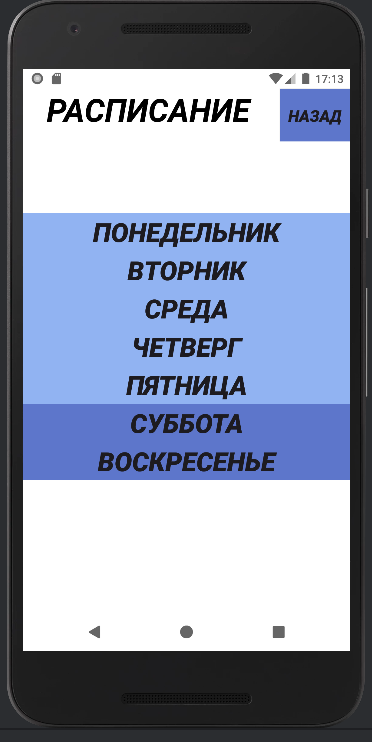 17:13
РАСПИСАНИЕ
НАЗАД
ПОНЕДЕЛЬНИК
ВТОРНИК
СРЕДА
ЧЕТВЕРГ
ПЯТНИЦА
СУББОТА
ВОСКРЕСЕНЬЕ